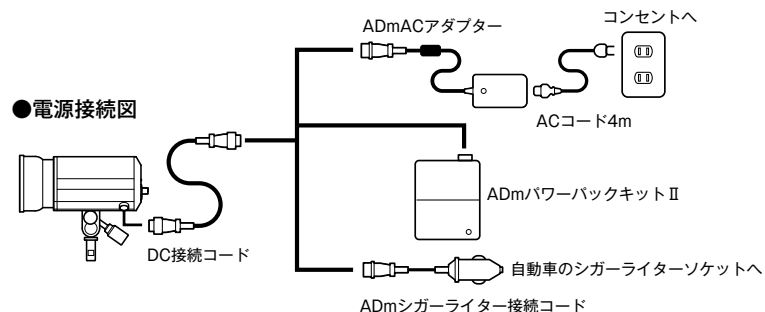 コンセントへ
ADmACアダプター
●電源接続図
ACコード4m
ADmパワーパックキットⅡ
DC接続コード
自動車のシガーライターソケットへ
ADmシガーライター接続コード